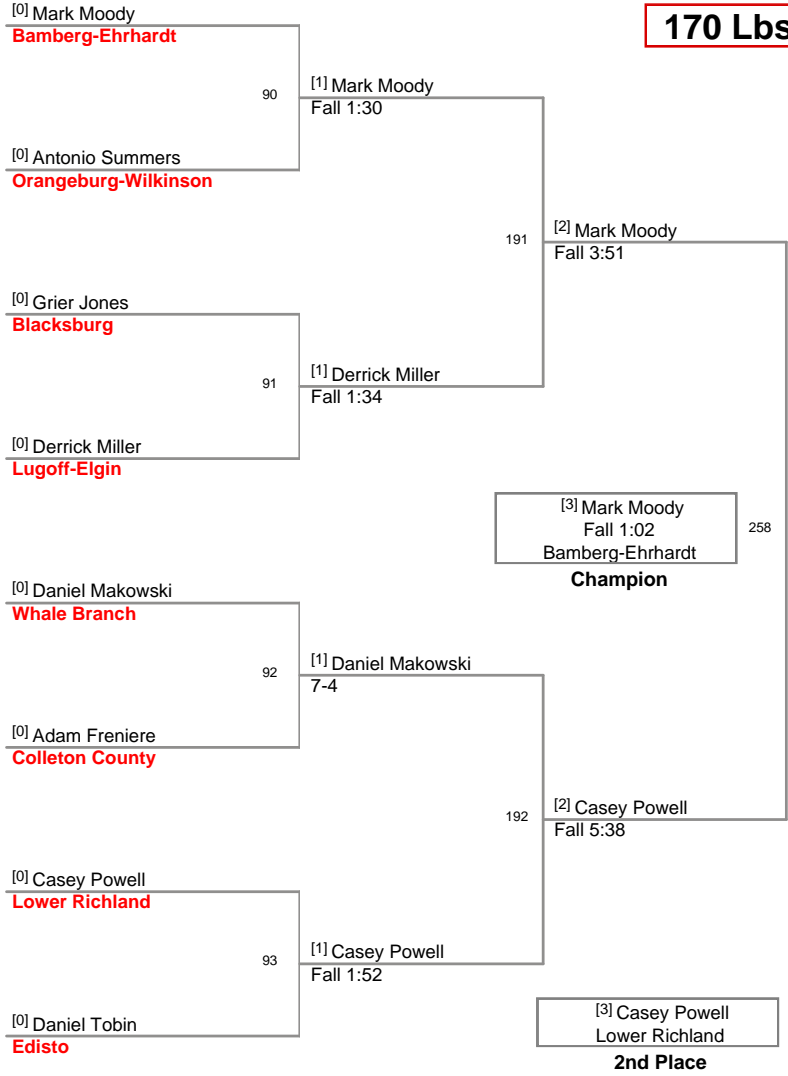 [0] Mark Moody
Bamberg-Ehrhardt
170 Lbs
90
[1] Mark Moody
Fall 1:30
[0] Antonio Summers
Orangeburg-Wilkinson
191
[2] Mark Moody
Fall 3:51
[0] Grier Jones
Blacksburg
91
[1] Derrick Miller
Fall 1:34
[0] Derrick Miller
Lugoff-Elgin
[3] Mark Moody
Fall 1:02
Bamberg-Ehrhardt
258
Champion
[0] Daniel Makowski
Whale Branch
92
[1] Daniel Makowski
7-4
[0] Adam Freniere
Colleton County
192
[2] Casey Powell
Fall 5:38
[0] Casey Powell
Lower Richland
93
[1] Casey Powell
Fall 1:52
[0] Daniel Tobin
Edisto
[3] Casey Powell
Lower Richland
2nd Place